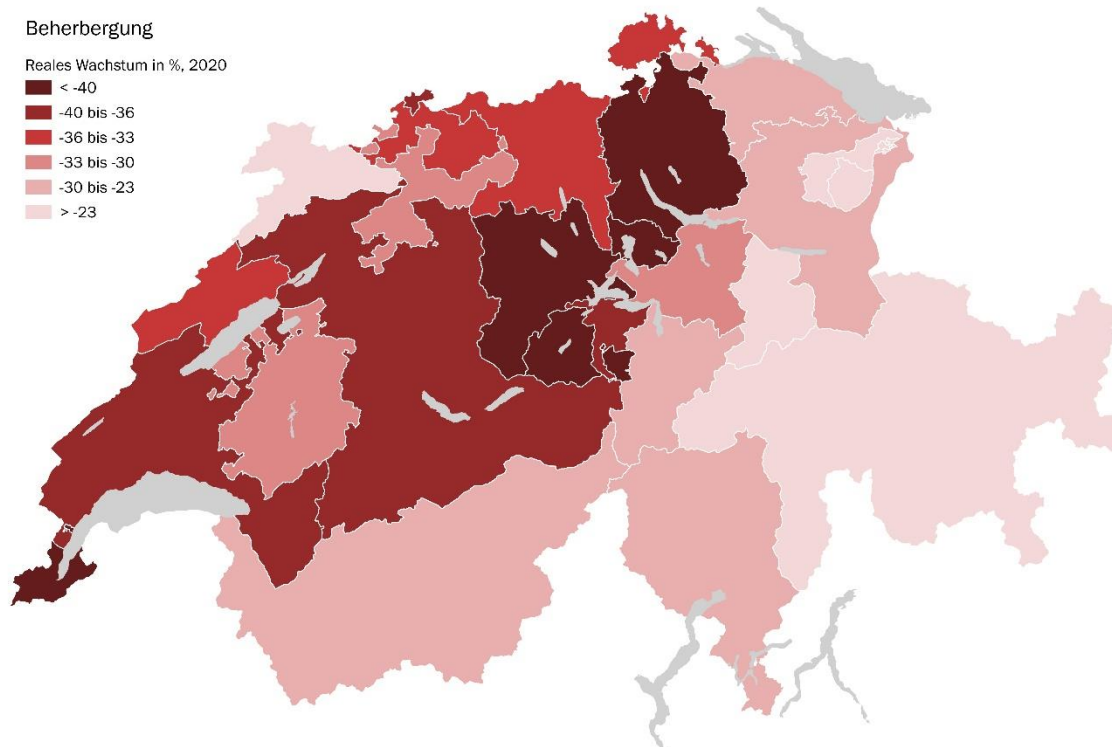 Beherbergung
Reales Wachstum in %, 2020
< -40
-40 bis -36
-36 bis -33
-33 bis -30
-30 bis -23
> -23